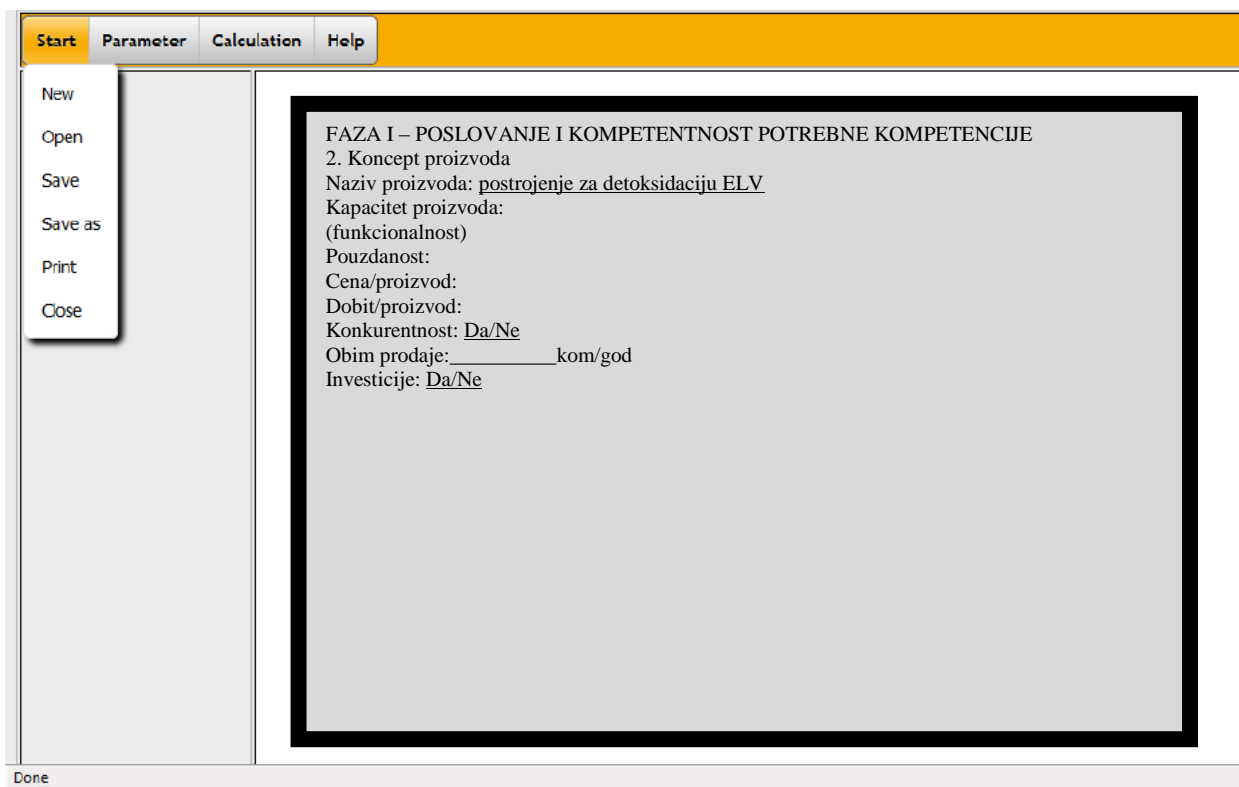 Start Parameter Calculation Help
New
Open
Save
Save as
Print
Close
FAZA I – POSLOVANJE I KOMPETENTNOST POTREBNE KOMPETENCIJE
2. Koncept proizvoda
Naziv proizvoda: postrojenje za detoksidaciju ELV
Kapacitet proizvoda:
(funkcionalnost)
Pouzdanost:
Cena/proizvod:
Dobit/proizvod:
Konkurentnost: Da/Ne
Obim prodaje:__________kom/god
Investicije: Da/Ne
Done